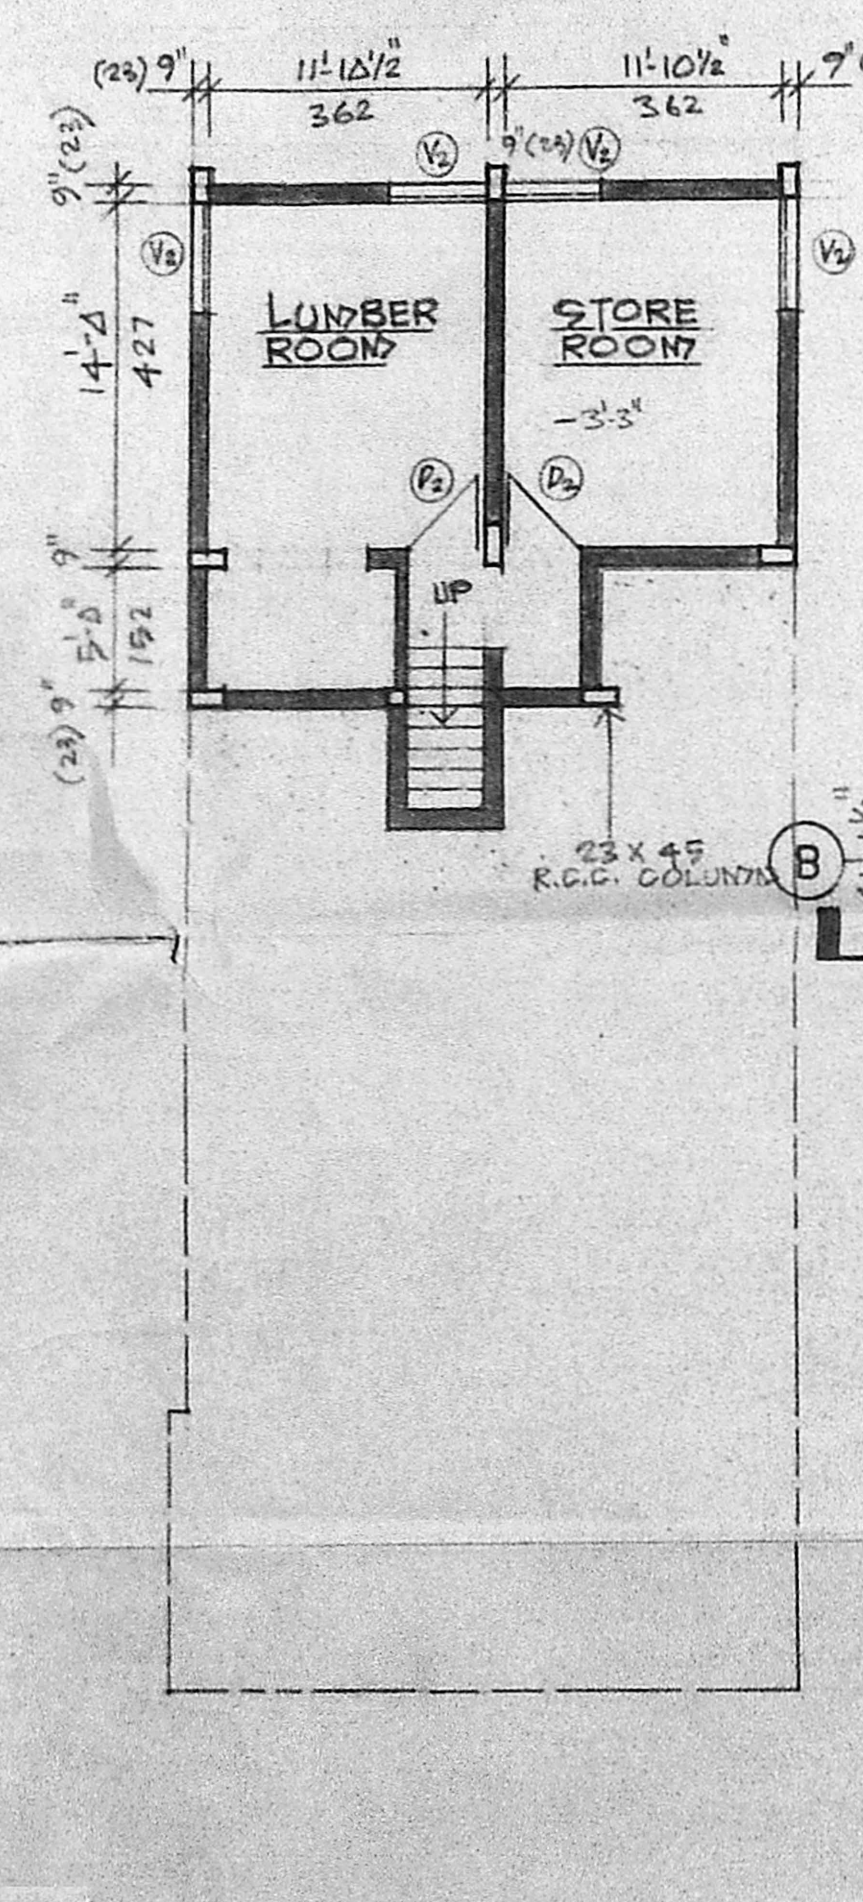 (23) 9" 11'-10½" 11'-10½" 9"
362 362
9" (23)
V2 9" (23) V2
V2 V2
14'-0"
427
LUMBER
ROOM
STORE
ROOM
-3'-3"
D2 D2
9"
5'-0"
152
UP
(23) 9"
23 X 45
R.C.C. COLUMN
B